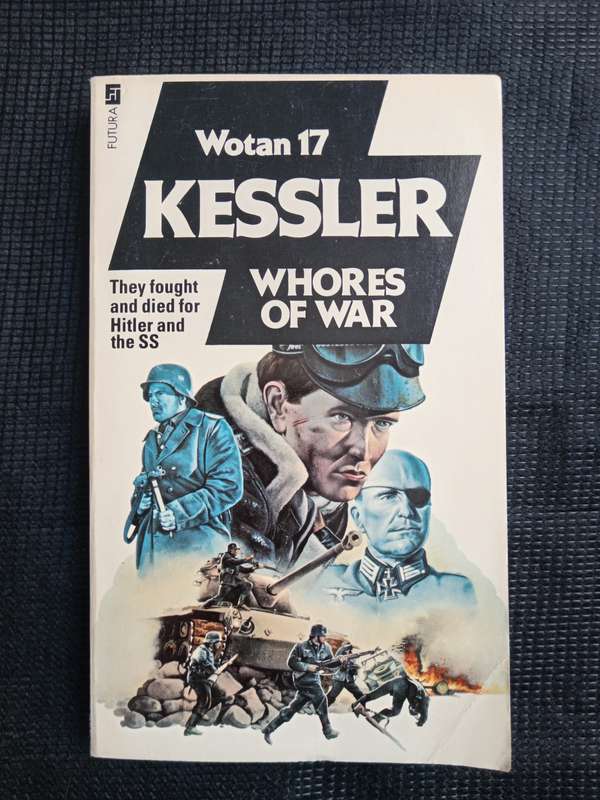 FUTURA
Wotan 17
KESSLER
WHORES
OF WAR
They fought
and died for
Hitler and
the SS